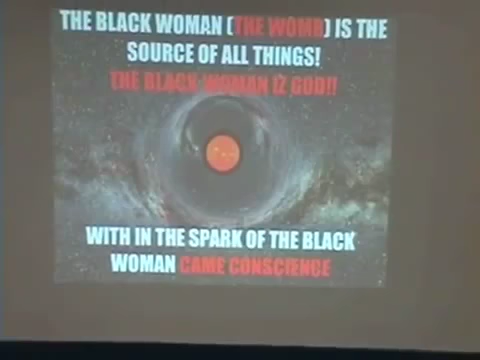 THE BLACK WOMAN (THE WOMB) IS THE
SOURCE OF ALL THINGS!
THE BLACK WOMAN IZ GOD!!
WITH IN THE SPARK OF THE BLACK
WOMAN CAME CONSCIENCE